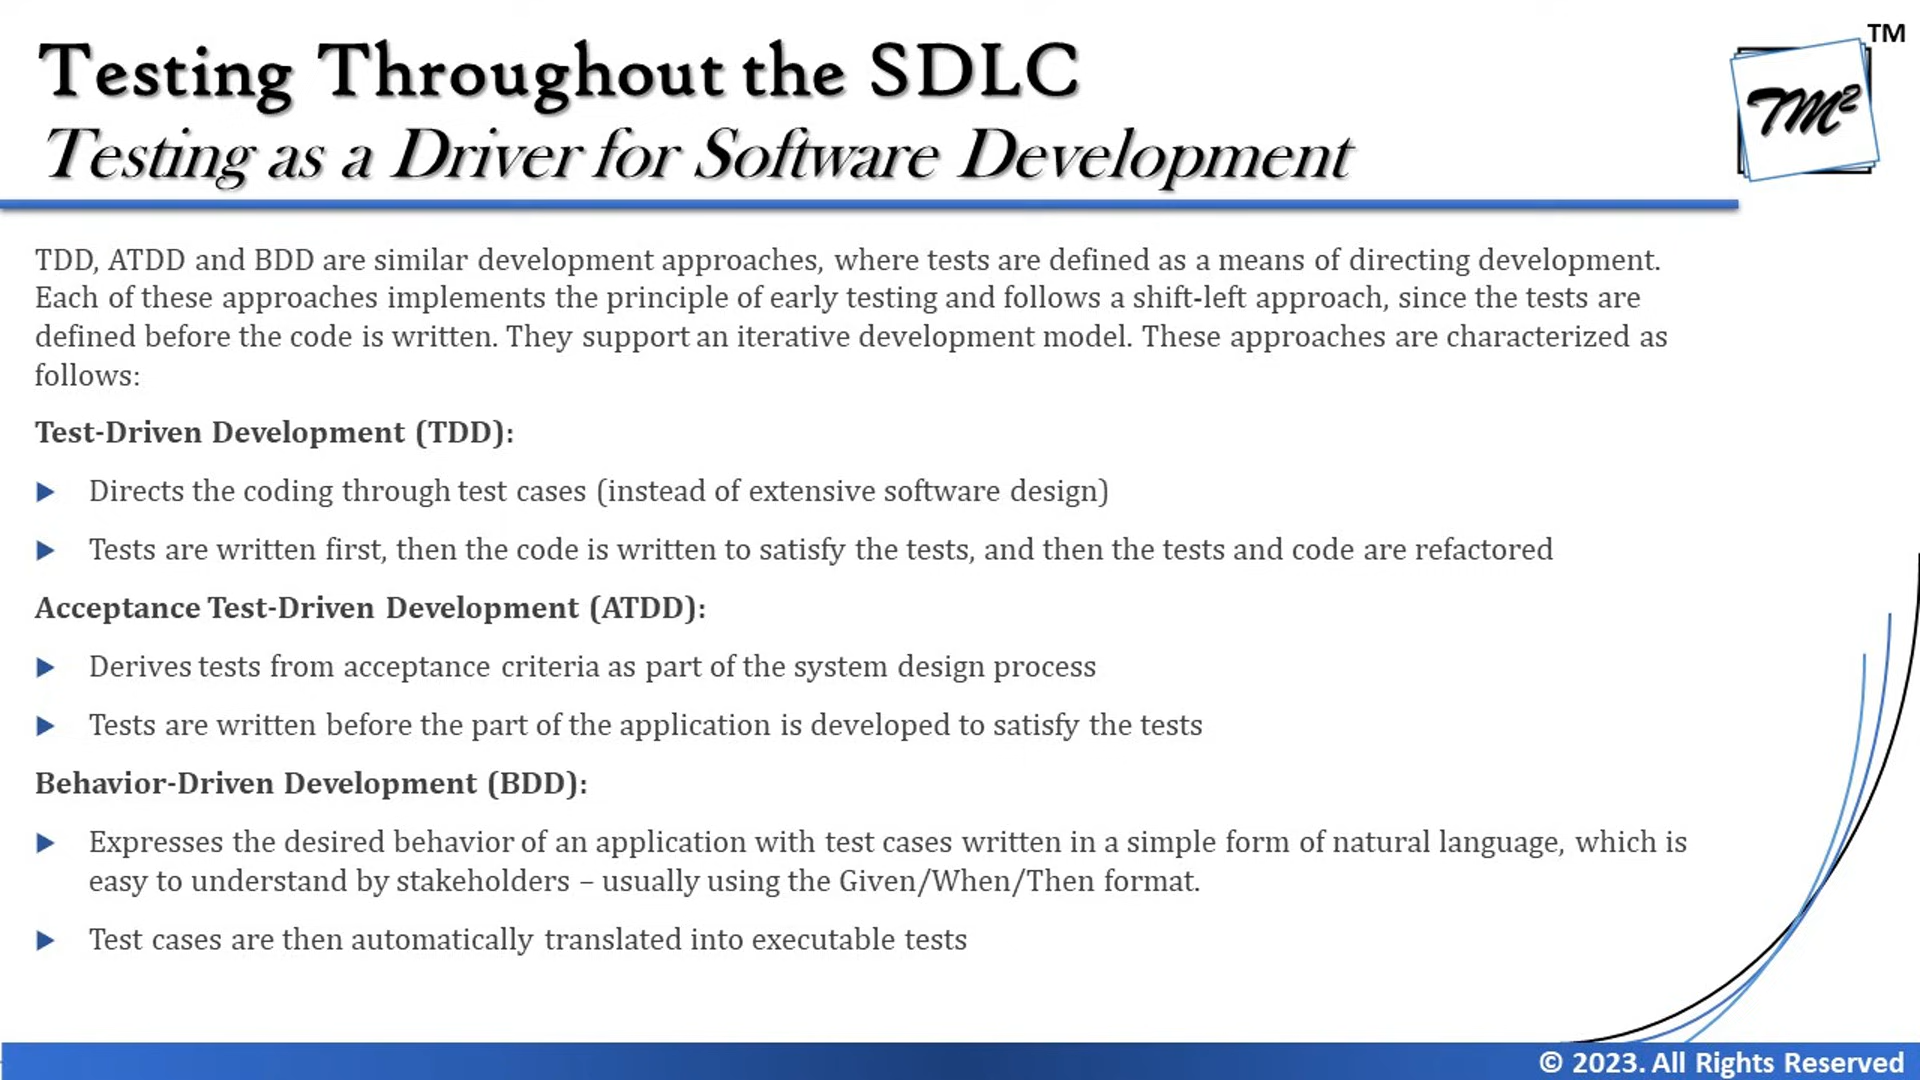 TM
TM²
Testing Throughout the SDLC
Testing as a Driver for Software Development
TDD, ATDD and BDD are similar development approaches, where tests are defined as a means of directing development.
Each of these approaches implements the principle of early testing and follows a shift-left approach, since the tests are
defined before the code is written. They support an iterative development model. These approaches are characterized as
follows:
Test-Driven Development (TDD):
Directs the coding through test cases (instead of extensive software design)
Tests are written first, then the code is written to satisfy the tests, and then the tests and code are refactored
Acceptance Test-Driven Development (ATDD):
Derives tests from acceptance criteria as part of the system design process
Tests are written before the part of the application is developed to satisfy the tests
Behavior-Driven Development (BDD):
Expresses the desired behavior of an application with test cases written in a simple form of natural language, which is
easy to understand by stakeholders – usually using the Given/When/Then format.
Test cases are then automatically translated into executable tests
© 2023. All Rights Reserved